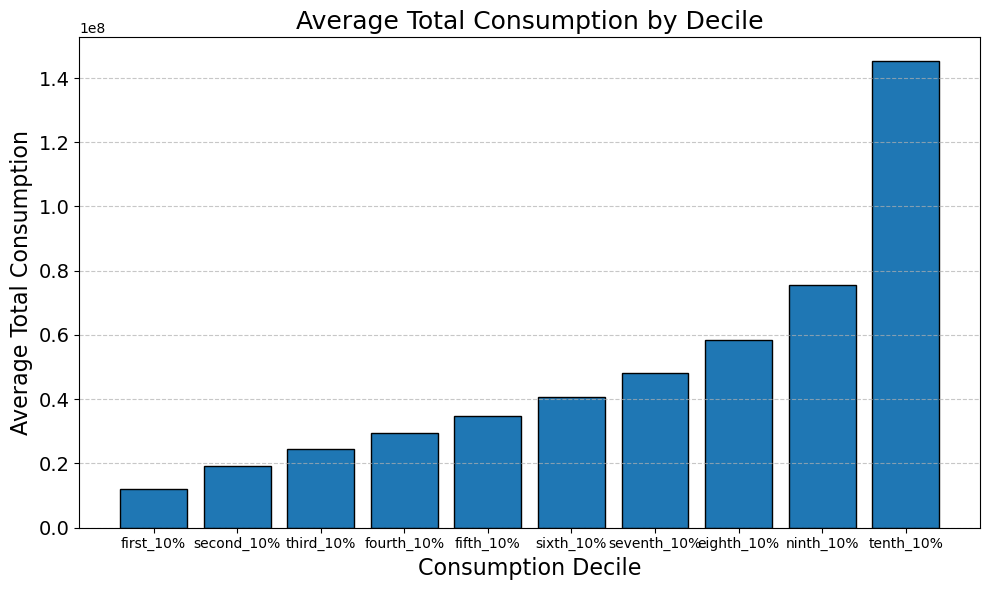 Average Total Consumption by Decile
1e8
Average Total Consumption
1.4
1.2
1.0
0.8
0.6
0.4
0.2
0.0
first_10% second_10% third_10% fourth_10% fifth_10% sixth_10% seventh_10% eighth_10% ninth_10% tenth_10%
Consumption Decile